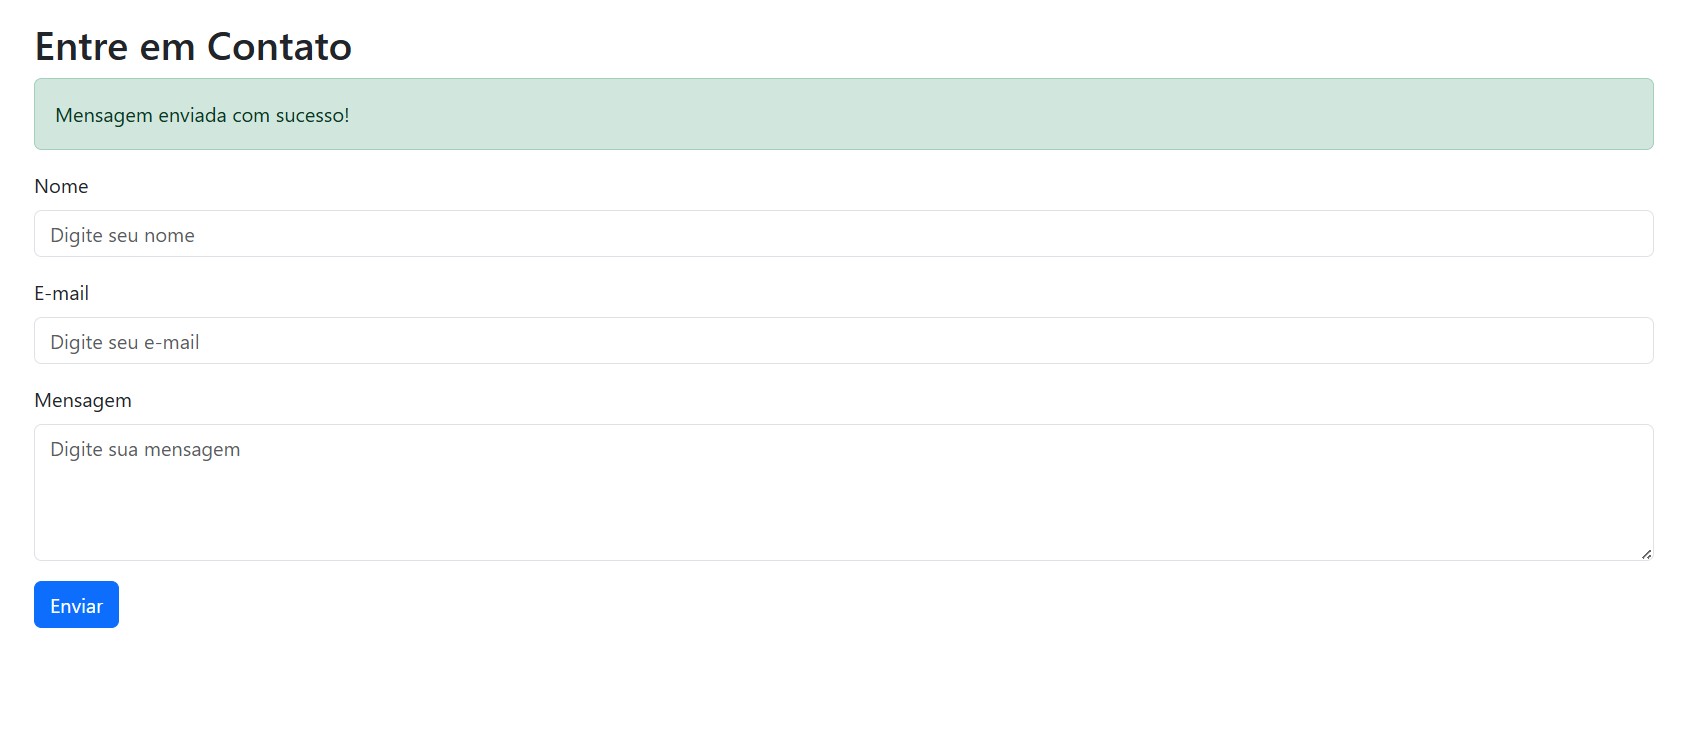 Entre em Contato
Mensagem enviada com sucesso!
Nome
Digite seu nome
E-mail
Digite seu e-mail
Mensagem
Digite sua mensagem
Enviar